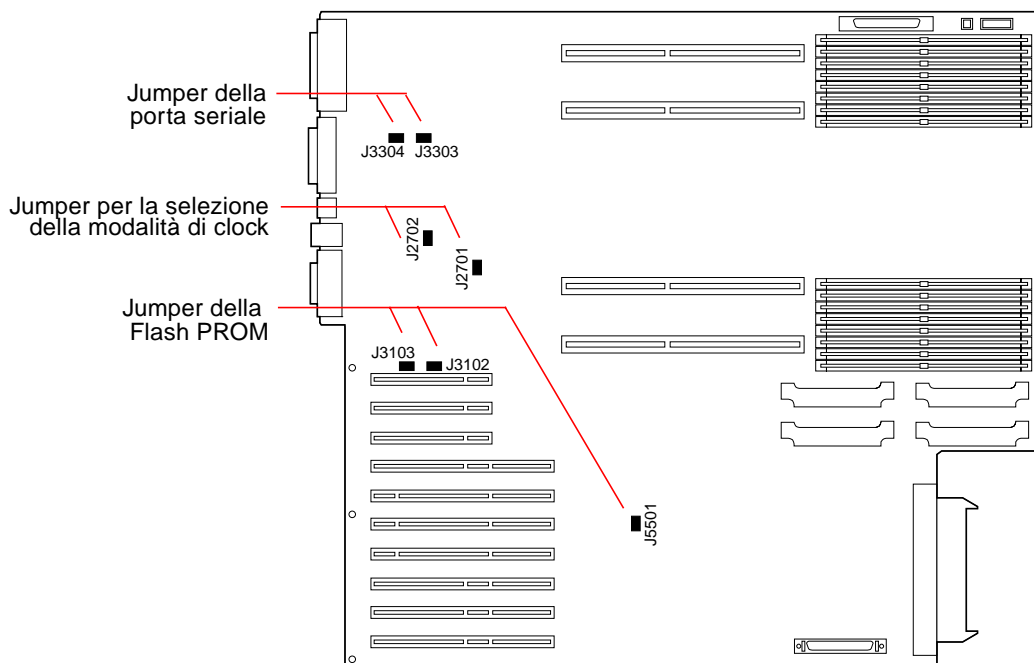 Jumper della
porta seriale
J3304
J3303
Jumper per la selezione
della modalità di clock
J2702
J2701
Jumper della
Flash PROM
J3103
J3102
J5501